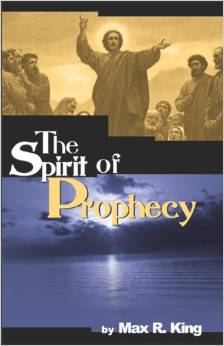 The
Spirit of
Prophecy
by Max R. King